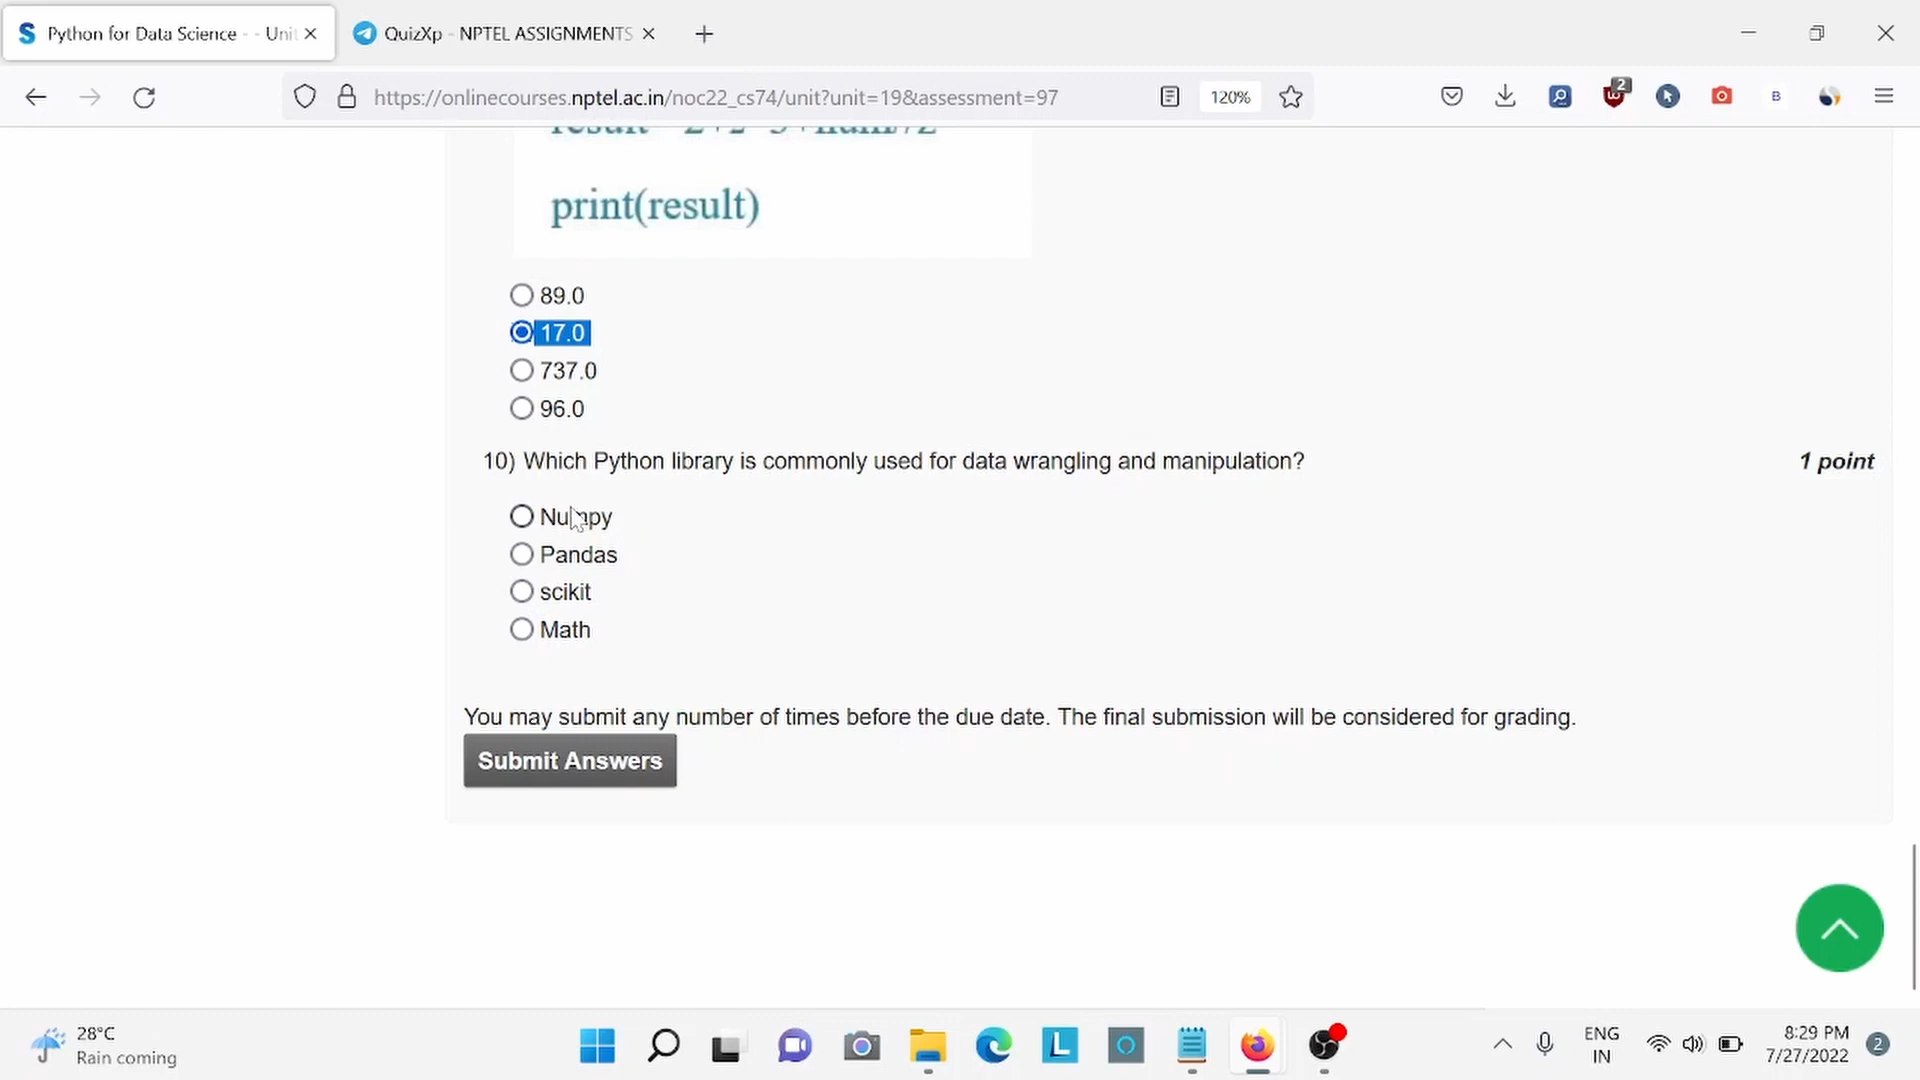 Python for Data Science - - Unit
QuizXp - NPTEL ASSIGNMENTS
https://onlinecourses.nptel.ac.in/noc22_cs74/unit?unit=19&assessment=97
120%
2
B
print(result)
89.0
17.0
737.0
96.0
10) Which Python library is commonly used for data wrangling and manipulation?
1 point
Numpy
Pandas
scikit
Math
You may submit any number of times before the due date. The final submission will be considered for grading.
Submit Answers
28°C
Rain coming
L
ENG
IN
8:29 PM
7/27/2022
2